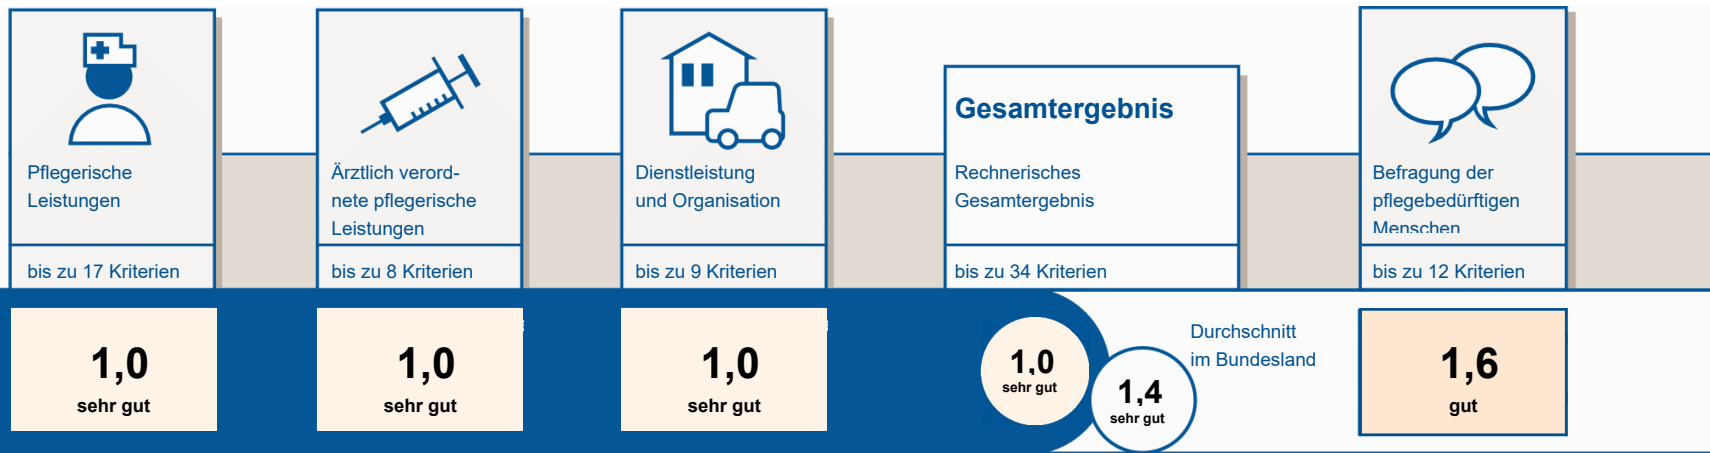 Pflegerische
Leistungen
bis zu 17 Kriterien
1,0
sehr gut
Ärztlich verord-
nete pflegerische
Leistungen
bis zu 8 Kriterien
1,0
sehr gut
Dienstleistung
und Organisation
bis zu 9 Kriterien
1,0
sehr gut
Gesamtergebnis
Rechnerisches
Gesamtergebnis
bis zu 34 Kriterien
1,0
sehr gut
1,4
sehr gut
Durchschnitt
im Bundesland
Befragung der
pflegebedürftigen
Menschen
bis zu 12 Kriterien
1,6
gut